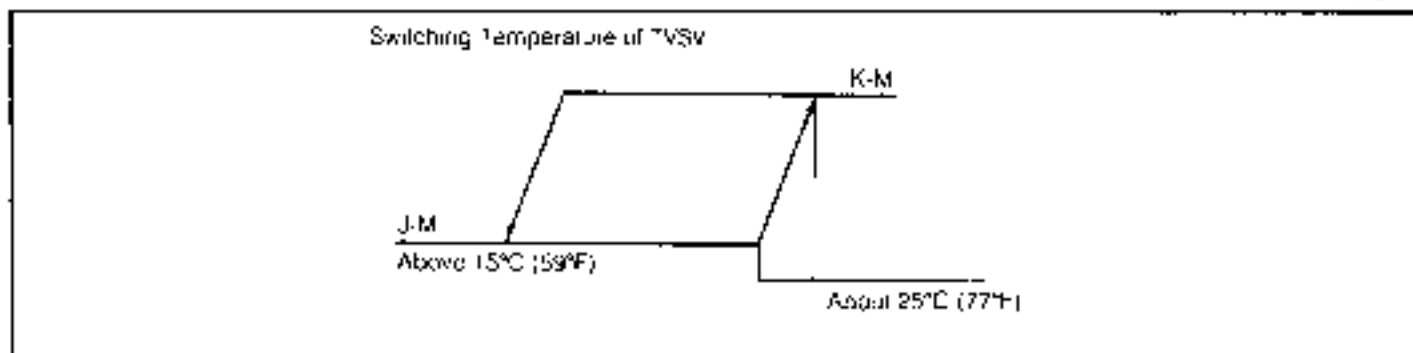 Switching Temperature of TVSV
K-M
J-M
Above 15°C (59°F)
About 25°C (77°F)